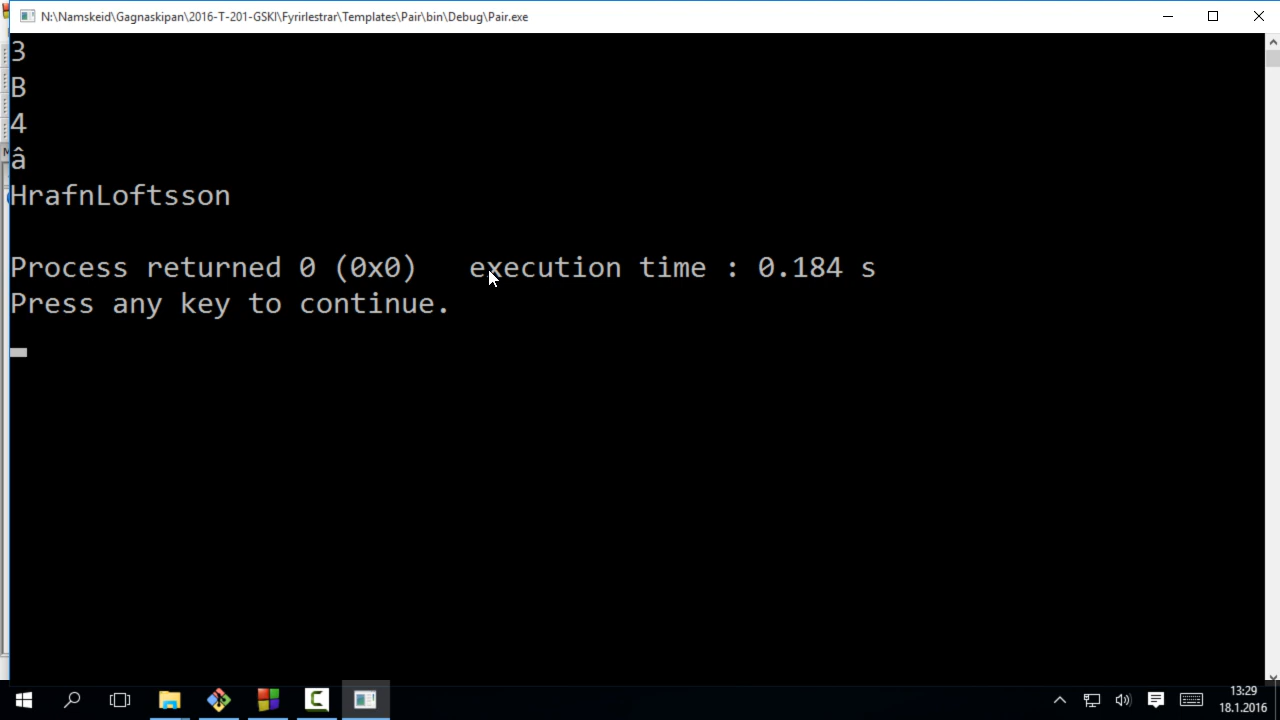 N:\Namskeid\Gagnaskipan\2016-T-201-GSKI\Fyrirlestrar\Templates\Pair\bin\Debug\Pair.exe
3
B
4
â
HrafnLoftsson
Process returned 0 (0x0)   execution time : 0.184 s
Press any key to continue.
13:29
18.1.2016